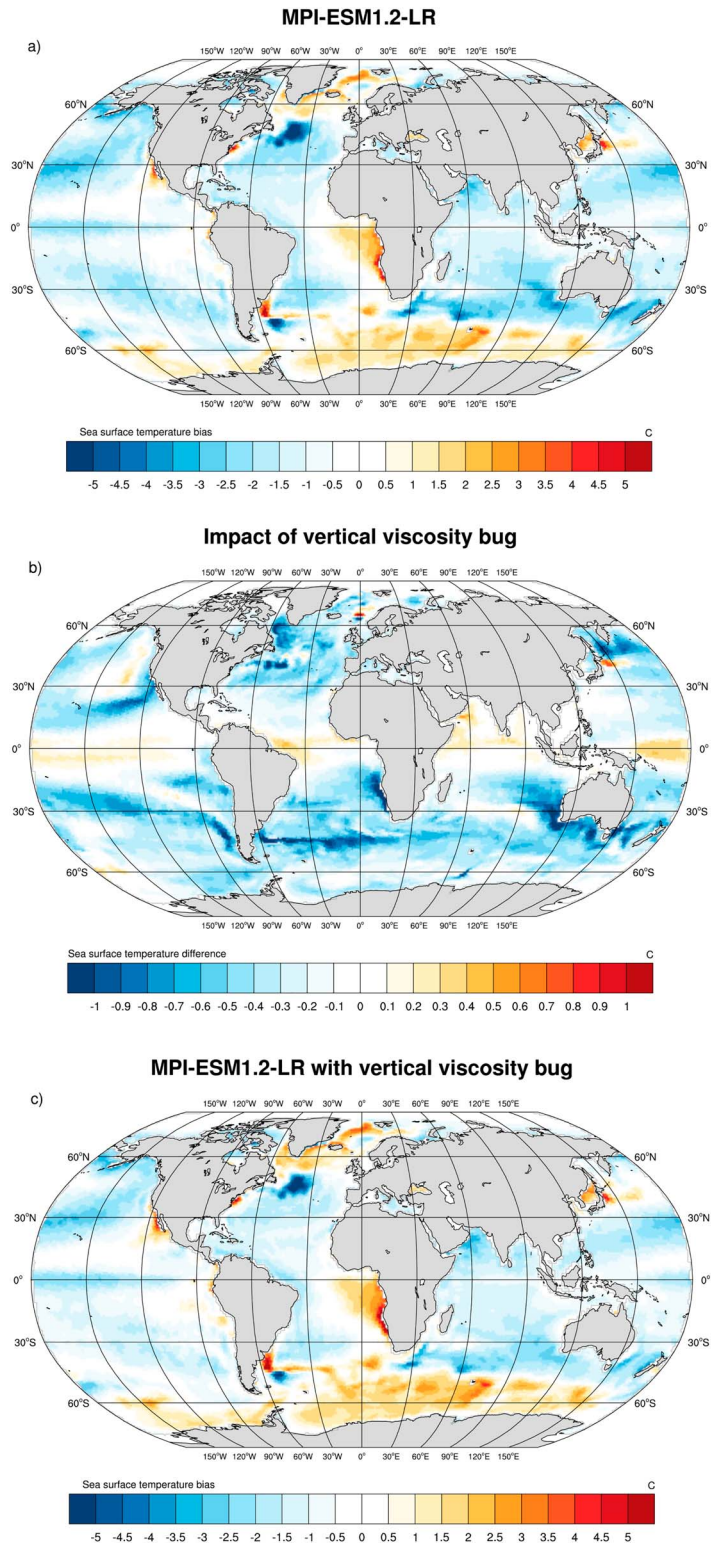 MPI-ESM1.2-LR
a)
150°W 120°W 90°W 60°W 30°W 0° 30°E 60°E 90°E 120°E 150°E
60°N 60°N
30°N 30°N
0° 0°
30°S 30°S
60°S 60°S
150°W 120°W 90°W 60°W 30°W 0° 30°E 60°E 90°E 120°E 150°E
Sea surface temperature bias C
-5 -4.5 -4 -3.5 -3 -2.5 -2 -1.5 -1 -0.5 0 0.5 1 1.5 2 2.5 3 3.5 4 4.5 5
Impact of vertical viscosity bug
b)
150°W 120°W 90°W 60°W 30°W 0° 30°E 60°E 90°E 120°E 150°E
60°N 60°N
30°N 30°N
0° 0°
30°S 30°S
60°S 60°S
150°W 120°W 90°W 60°W 30°W 0° 30°E 60°E 90°E 120°E 150°E
Sea surface temperature difference C
-1 -0.9 -0.8 -0.7 -0.6 -0.5 -0.4 -0.3 -0.2 -0.1 0 0.1 0.2 0.3 0.4 0.5 0.6 0.7 0.8 0.9 1
MPI-ESM1.2-LR with vertical viscosity bug
c)
150°W 120°W 90°W 60°W 30°W 0° 30°E 60°E 90°E 120°E 150°E
60°N 60°N
30°N 30°N
0° 0°
30°S 30°S
60°S 60°S
150°W 120°W 90°W 60°W 30°W 0° 30°E 60°E 90°E 120°E 150°E
Sea surface temperature bias C
-5 -4.5 -4 -3.5 -3 -2.5 -2 -1.5 -1 -0.5 0 0.5 1 1.5 2 2.5 3 3.5 4 4.5 5